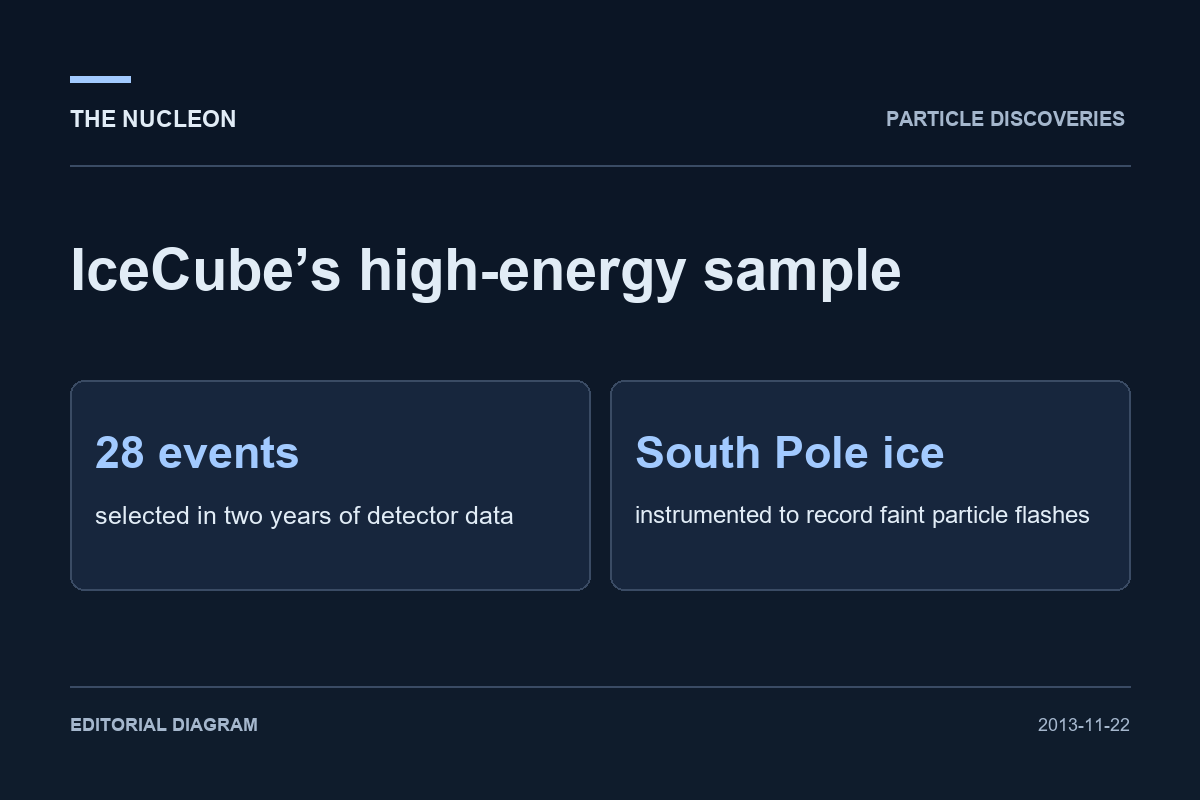 THE NUCLEON
PARTICLE DISCOVERIES
IceCube’s high-energy sample
28 events
selected in two years of detector data
South Pole ice
instrumented to record faint particle flashes
EDITORIAL DIAGRAM
2013-11-22